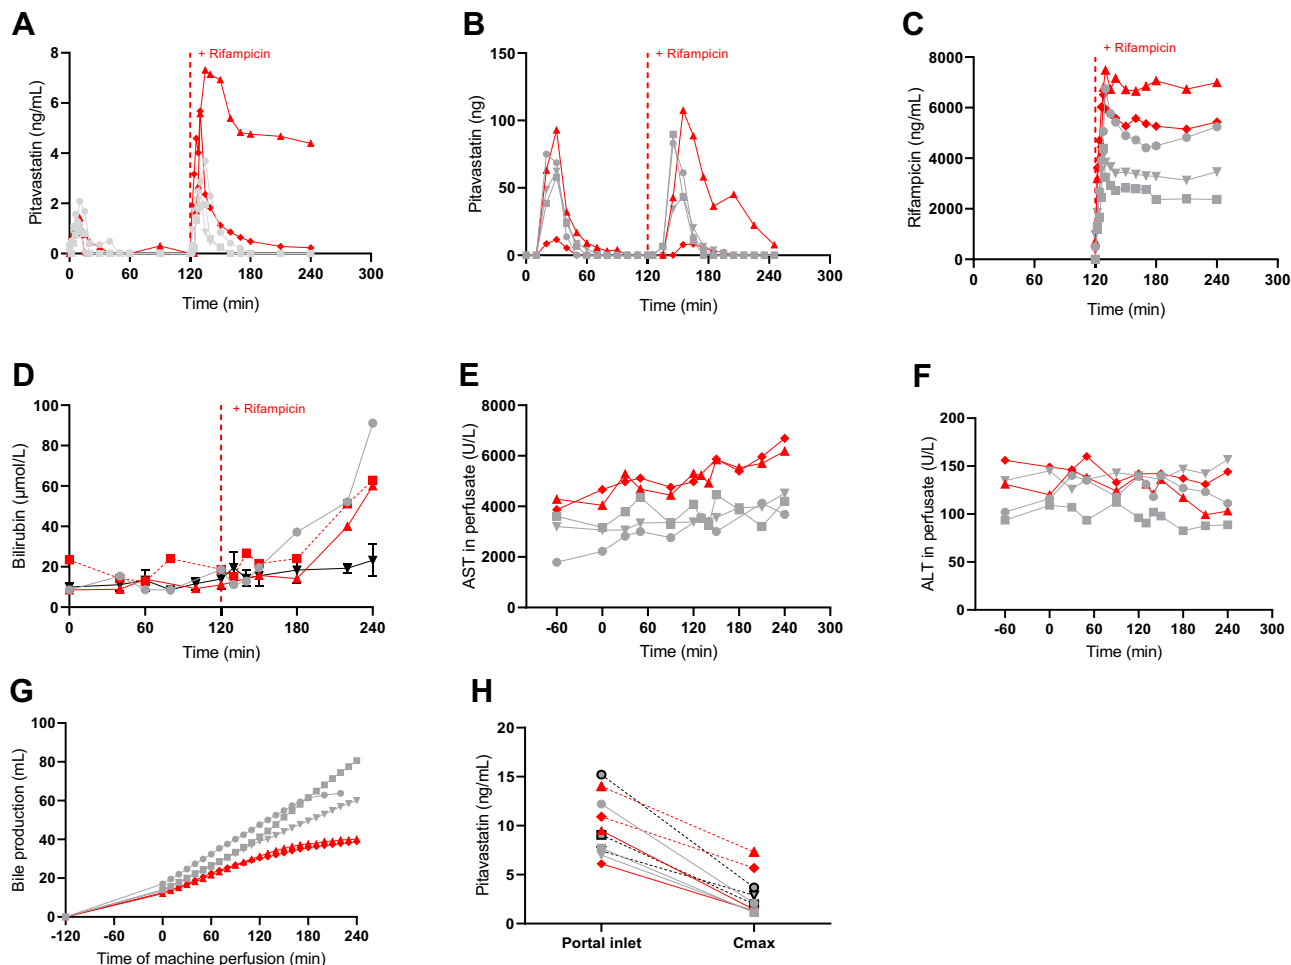 A
+ Rifampicin
Pitavastatin (ng/mL)
8
6
4
2
0
0 60 120 180 240 300
Time (min)
B
+ Rifampicin
Pitavastatin (ng)
150
100
50
0
0 60 120 180 240 300
Time (min)
C
+ Rifampicin
Rifampicin (ng/mL)
8000
6000
4000
2000
0
0 60 120 180 240 300
Time (min)
D
+ Rifampicin
Bilirubin (µmol/L)
100
80
60
40
20
0
0 60 120 180 240
Time (min)
E
AST in perfusate (U/L)
8000
6000
4000
2000
0
-60 0 60 120 180 240 300
Time (min)
F
ALT in perfusate (U/L)
200
150
100
50
0
-60 0 60 120 180 240 300
Time (min)
G
Bile production (mL)
100
80
60
40
20
0
-120 -60 0 60 120 180 240
Time of machine perfusion (min)
H
Pitavastatin (ng/mL)
20
15
10
5
0
Portal inlet Cmax